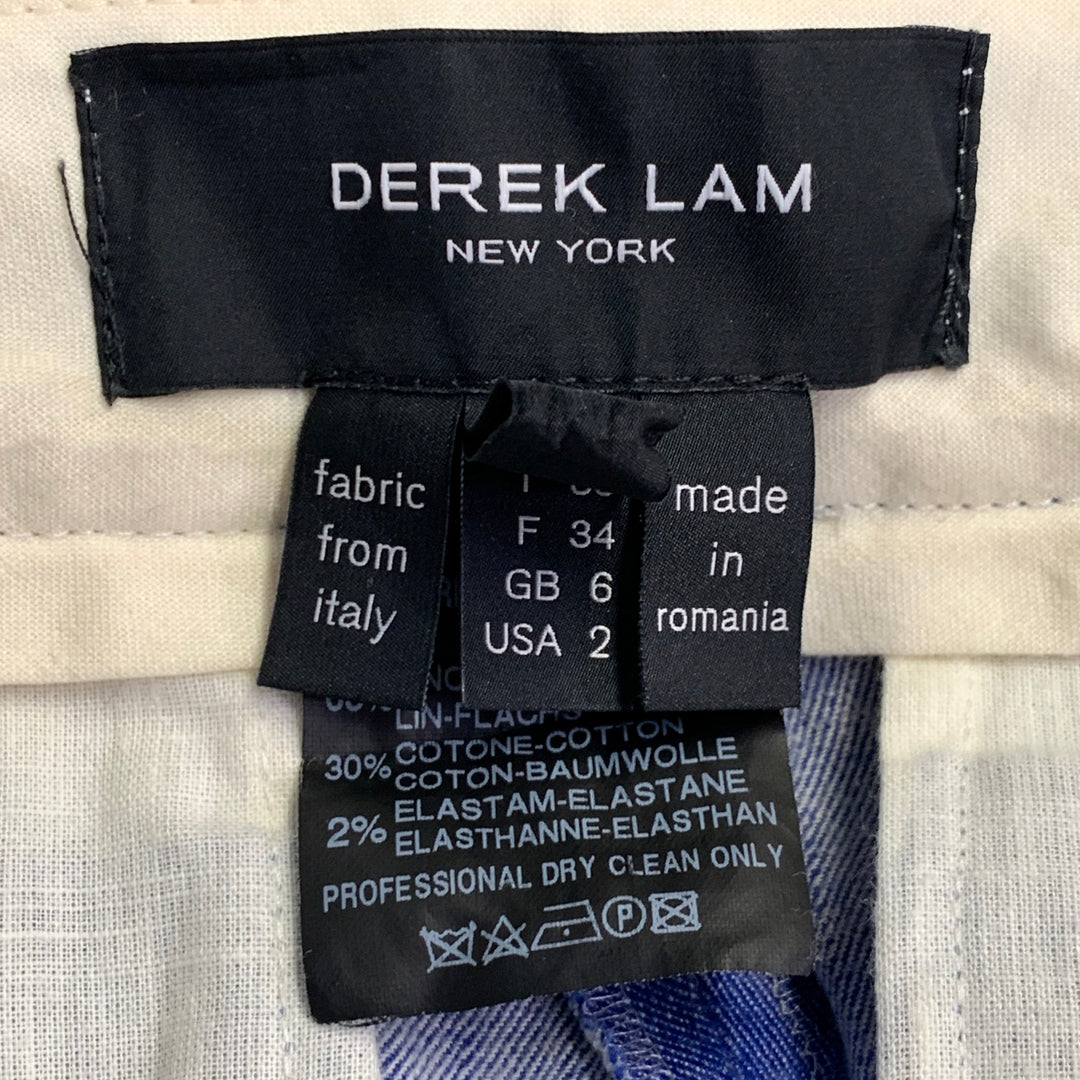 DEREK LAM
NEW YORK
fabric
from
italy
F 34
GB 6
USA 2
made
in
romania
LIN-FLACHS
30% COTONE-COTTON
COTON-BAUMWOLLE
2% ELASTAM-ELASTANE
ELASTHANNE-ELASTHAN
PROFESSIONAL DRY CLEAN ONLY
P